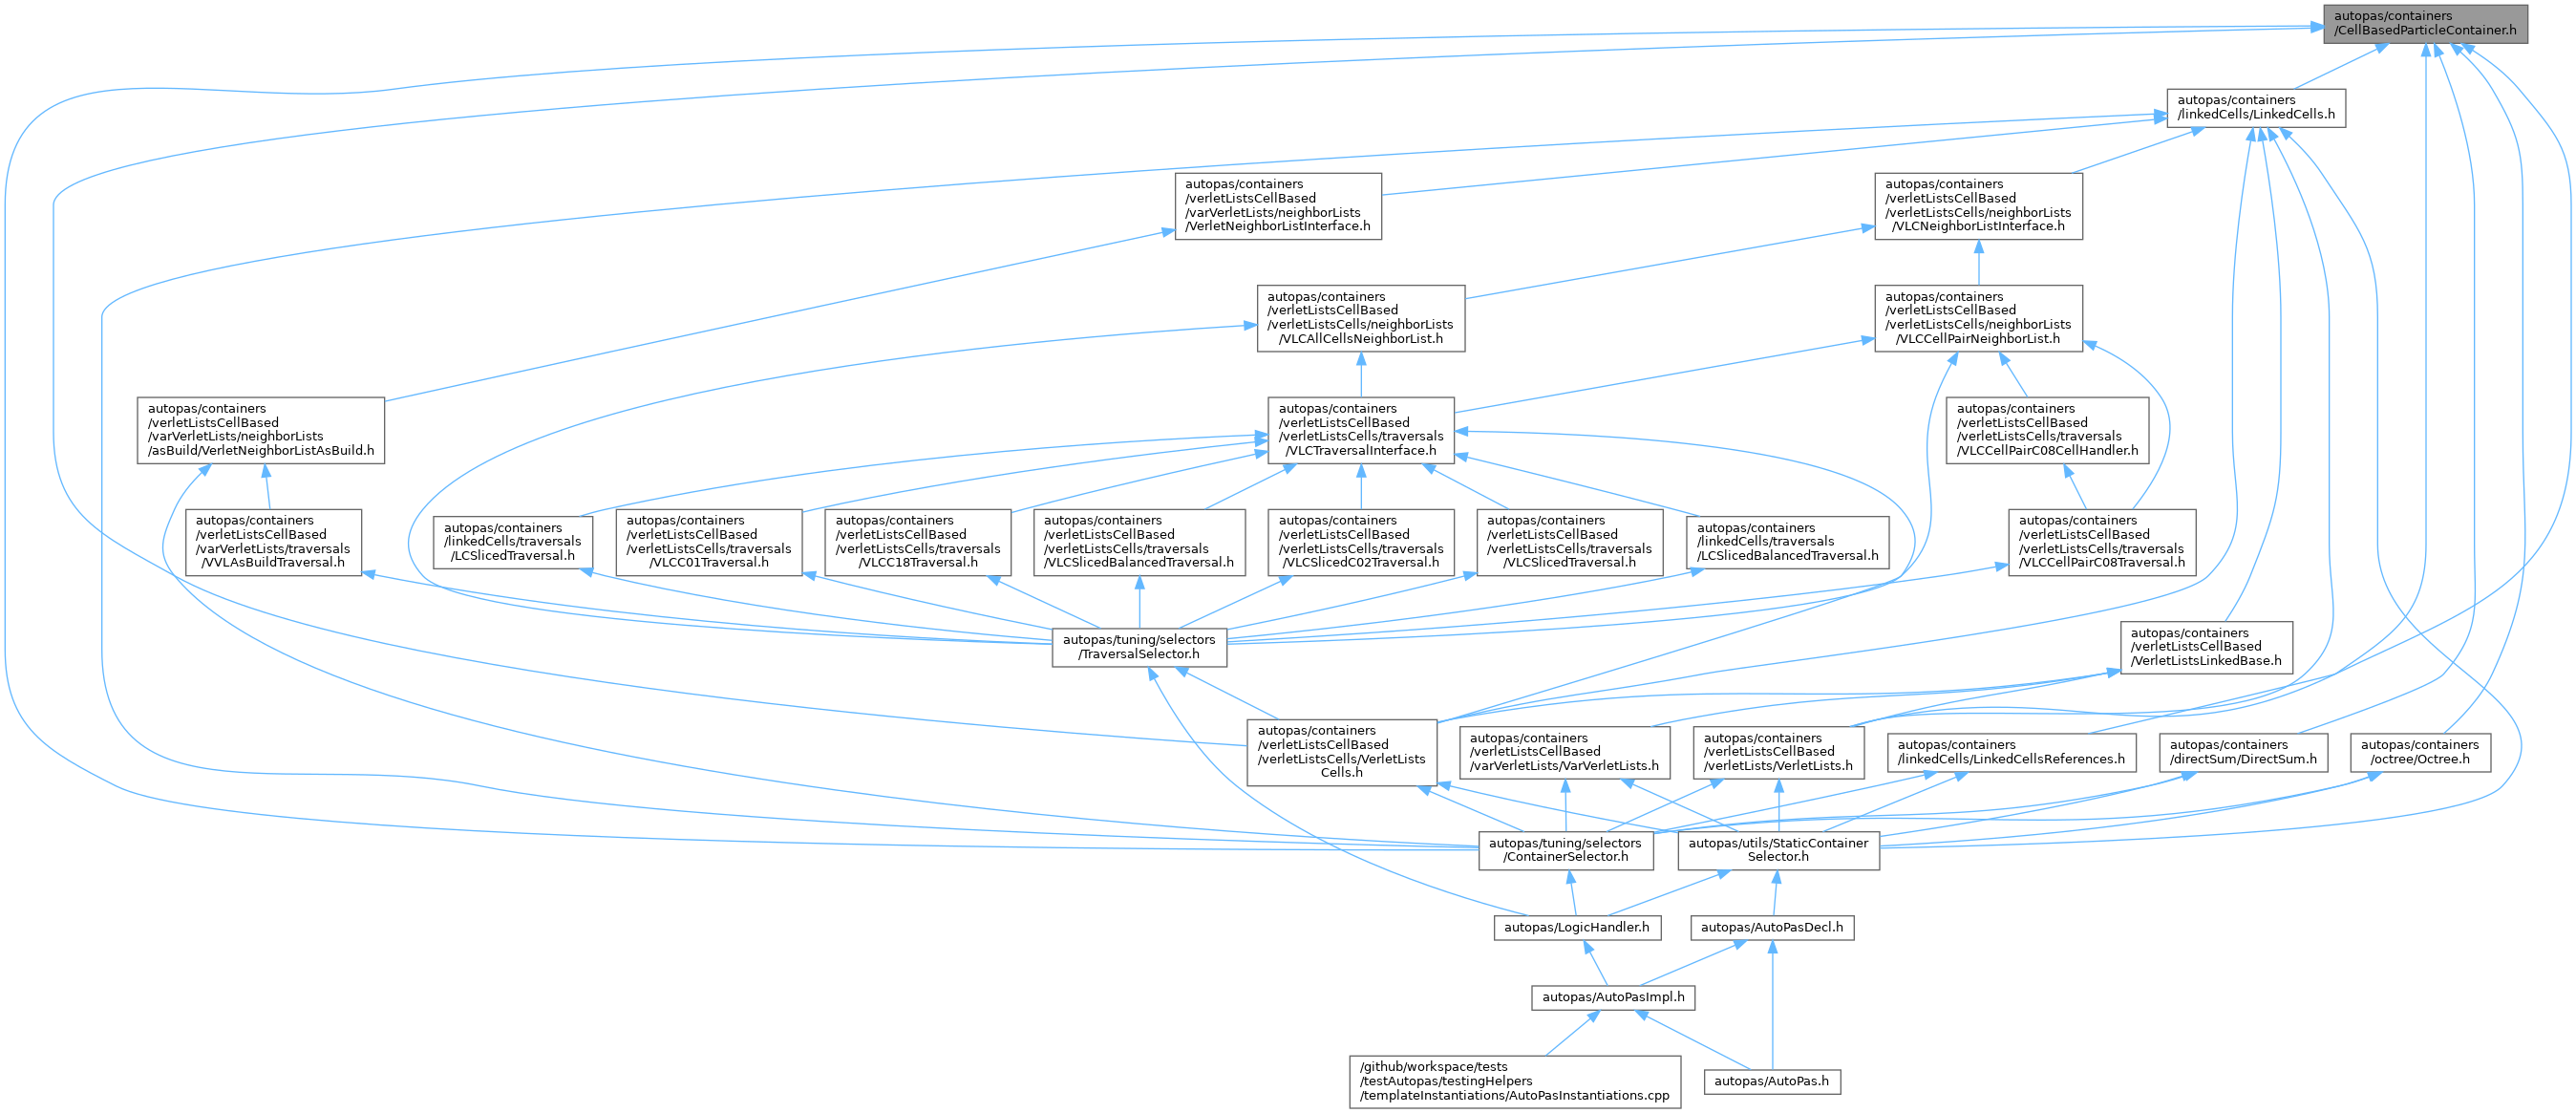 autopas/containers
/CellBasedParticleContainer.h
autopas/containers
/linkedCells/LinkedCells.h
autopas/containers
/verletListsCellBased
/varVerletLists/neighborLists
/VerletNeighborListInterface.h
autopas/containers
/verletListsCellBased
/verletListsCells/neighborLists
/VLCNeighborListInterface.h
autopas/containers
/verletListsCellBased
/verletListsCells/neighborLists
/VLCAllCellsNeighborList.h
autopas/containers
/verletListsCellBased
/verletListsCells/neighborLists
/VLCCellPairNeighborList.h
autopas/containers
/verletListsCellBased
/varVerletLists/neighborLists
/asBuild/VerletNeighborListAsBuild.h
autopas/containers
/verletListsCellBased
/verletListsCells/traversals
/VLCTraversalInterface.h
autopas/containers
/verletListsCellBased
/verletListsCells/traversals
/VLCCellPairC08CellHandler.h
autopas/containers
/verletListsCellBased
/varVerletLists/traversals
/VVLAsBuildTraversal.h
autopas/containers
/linkedCells/traversals
/LCSlicedTraversal.h
autopas/containers
/verletListsCellBased
/verletListsCells/traversals
/VLCC01Traversal.h
autopas/containers
/verletListsCellBased
/verletListsCells/traversals
/VLCC18Traversal.h
autopas/containers
/verletListsCellBased
/verletListsCells/traversals
/VLCSlicedBalancedTraversal.h
autopas/containers
/verletListsCellBased
/verletListsCells/traversals
/VLCSlicedC02Traversal.h
autopas/containers
/verletListsCellBased
/verletListsCells/traversals
/VLCSlicedTraversal.h
autopas/containers
/linkedCells/traversals
/LCSlicedBalancedTraversal.h
autopas/containers
/verletListsCellBased
/verletListsCells/traversals
/VLCCellPairC08Traversal.h
autopas/tuning/selectors
/TraversalSelector.h
autopas/containers
/verletListsCellBased
/VerletListsLinkedBase.h
autopas/containers
/verletListsCellBased
/verletListsCells/VerletLists
Cells.h
autopas/containers
/verletListsCellBased
/varVerletLists/VarVerletLists.h
autopas/containers
/verletListsCellBased
/verletLists/VerletLists.h
autopas/containers
/linkedCells/LinkedCellsReferences.h
autopas/containers
/directSum/DirectSum.h
autopas/containers
/octree/Octree.h
autopas/tuning/selectors
/ContainerSelector.h
autopas/utils/StaticContainer
Selector.h
autopas/LogicHandler.h
autopas/AutoPasDecl.h
autopas/AutoPasImpl.h
/github/workspace/tests
/testAutopas/testingHelpers
/templateInstantiations/AutoPasInstantiations.cpp
autopas/AutoPas.h